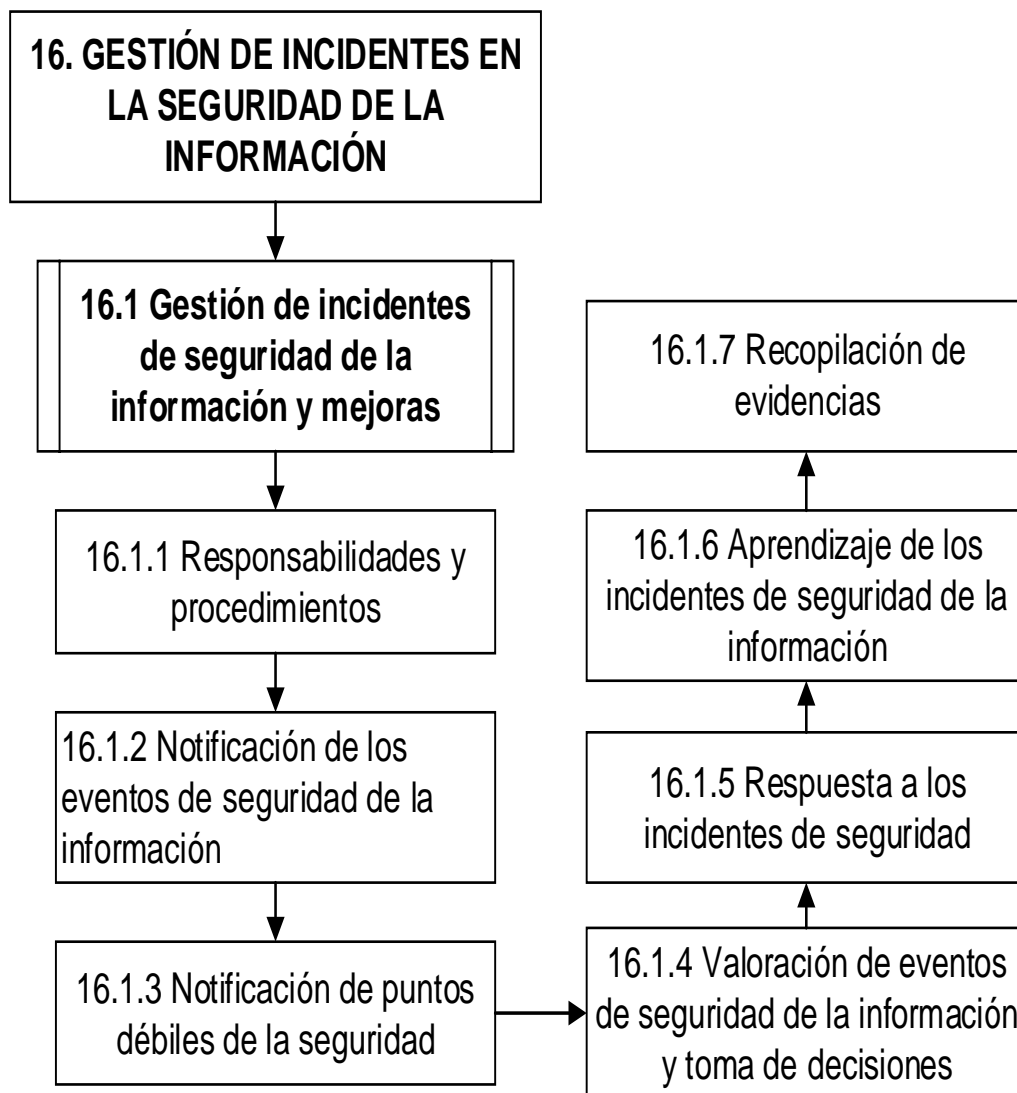 16. GESTIÓN DE INCIDENTES EN
LA SEGURIDAD DE LA
INFORMACIÓN
16.1 Gestión de incidentes
de seguridad de la
información y mejoras
16.1.1 Responsabilidades y
procedimientos
16.1.2 Notificación de los
eventos de seguridad de la
información
16.1.3 Notificación de puntos
débiles de la seguridad
16.1.4 Valoración de eventos
de seguridad de la información
y toma de decisiones
16.1.5 Respuesta a los
incidentes de seguridad
16.1.6 Aprendizaje de los
incidentes de seguridad de la
información
16.1.7 Recopilación de
evidencias